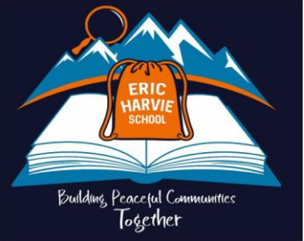 ERIC
HARVIE
SCHOOL
Building Peaceful Communities
Together